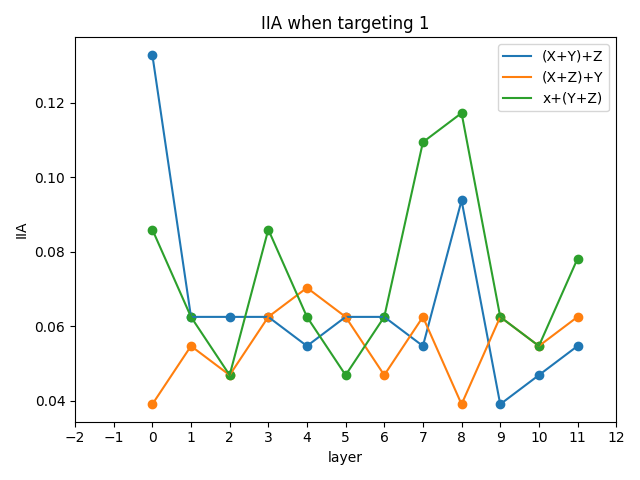 IIA when targeting 1
(X+Y)+Z
(X+Z)+Y
x+(Y+Z)
IIA
0.12
0.10
0.08
0.06
0.04
−2 −1 0 1 2 3 4 5 6 7 8 9 10 11 12
layer